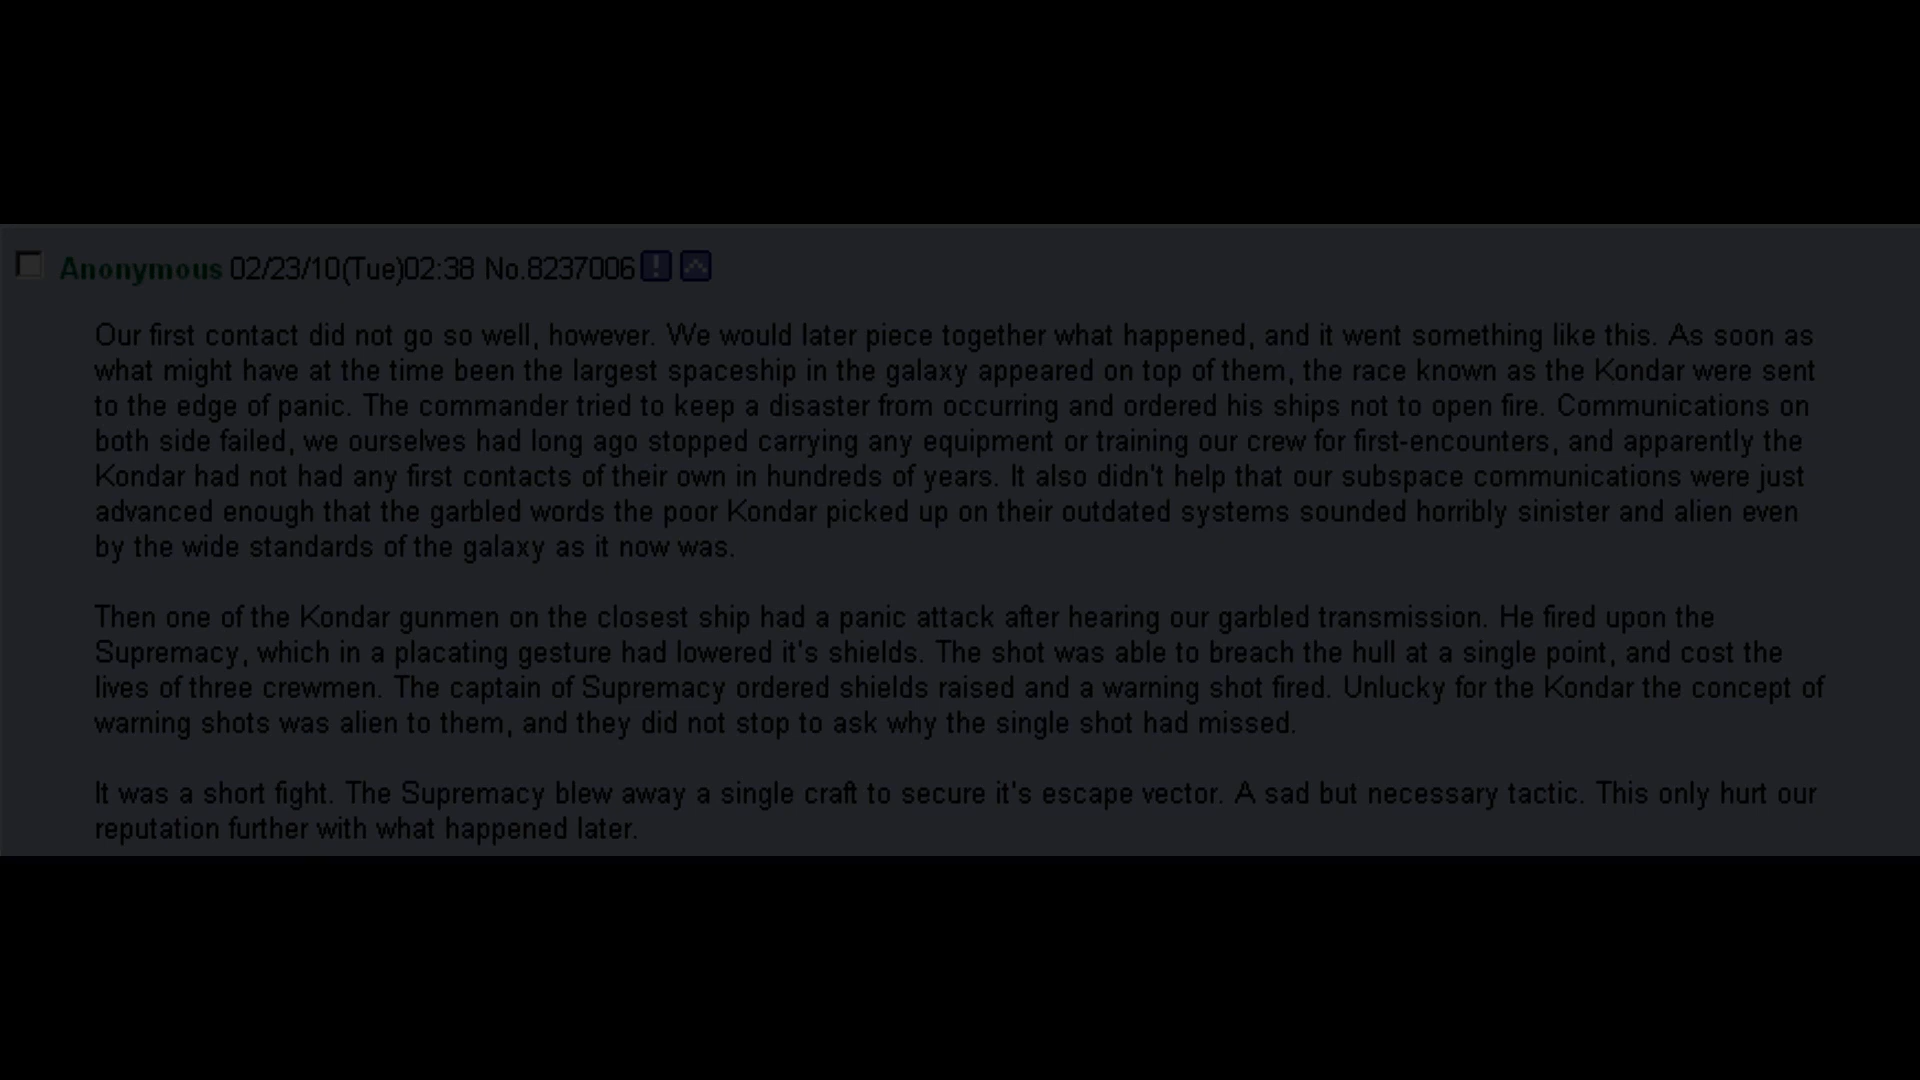 Anonymous 02/23/10(Tue)02:38 No.8237006
Our first contact did not go so well, however. We would later piece together what happened, and it went something like this. As soon as
what might have at the time been the largest spaceship in the galaxy appeared on top of them, the race known as the Kondar were sent
to the edge of panic. The commander tried to keep a disaster from occurring and ordered his ships not to open fire. Communications on
both side failed, we ourselves had long ago stopped carrying any equipment or training our crew for first-encounters, and apparently the
Kondar had not had any first contacts of their own in hundreds of years. It also didn't help that our subspace communications were just
advanced enough that the garbled words the poor Kondar picked up on their outdated systems sounded horribly sinister and alien even
by the wide standards of the galaxy as it now was.
Then one of the Kondar gunmen on the closest ship had a panic attack after hearing our garbled transmission. He fired upon the
Supremacy, which in a placating gesture had lowered it's shields. The shot was able to breach the hull at a single point, and cost the
lives of three crewmen. The captain of Supremacy ordered shields raised and a warning shot fired. Unlucky for the Kondar the concept of
warning shots was alien to them, and they did not stop to ask why the single shot had missed.
It was a short fight. The Supremacy blew away a single craft to secure it's escape vector. A sad but necessary tactic. This only hurt our
reputation further with what happened later.